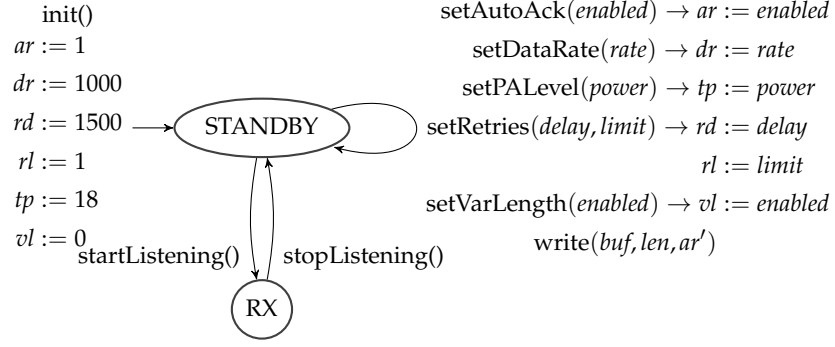 init()
ar := 1
dr := 1000
rd := 1500
rl := 1
tp := 18
vl := 0
STANDBY
setAutoAck(enabled) → ar := enabled
setDataRate(rate) → dr := rate
setPALevel(power) → tp := power
setRetries(delay, limit) → rd := delay
rl := limit
setVarLength(enabled) → vl := enabled
write(buf, len, ar′)
startListening()
stopListening()
RX